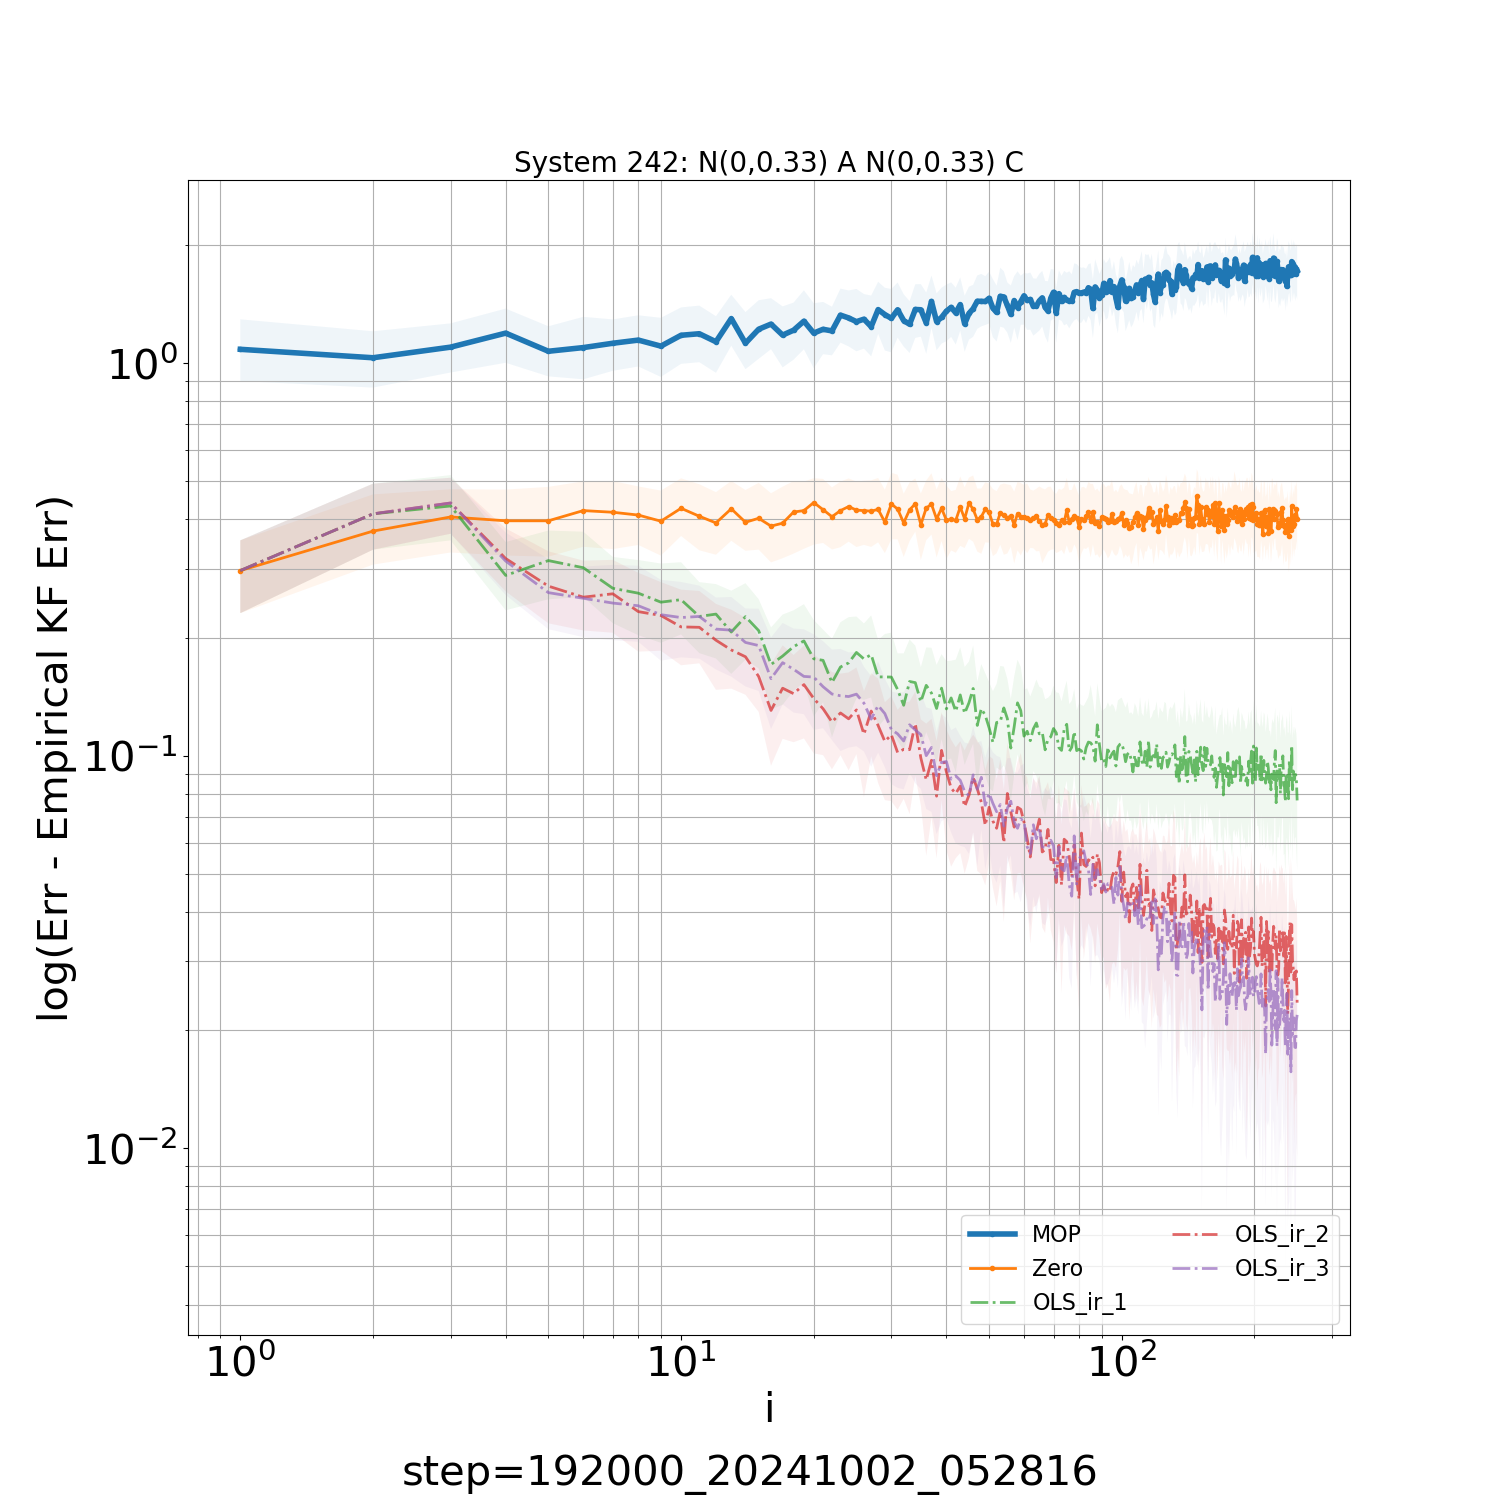 System 242: N(0,0.33) A N(0,0.33) C
log(Err - Empirical KF Err)
10⁰
10⁻¹
10⁻²
MOP
Zero
OLS_ir_1
OLS_ir_2
OLS_ir_3
10⁰ 10¹ 10²
i
step=192000_20241002_052816